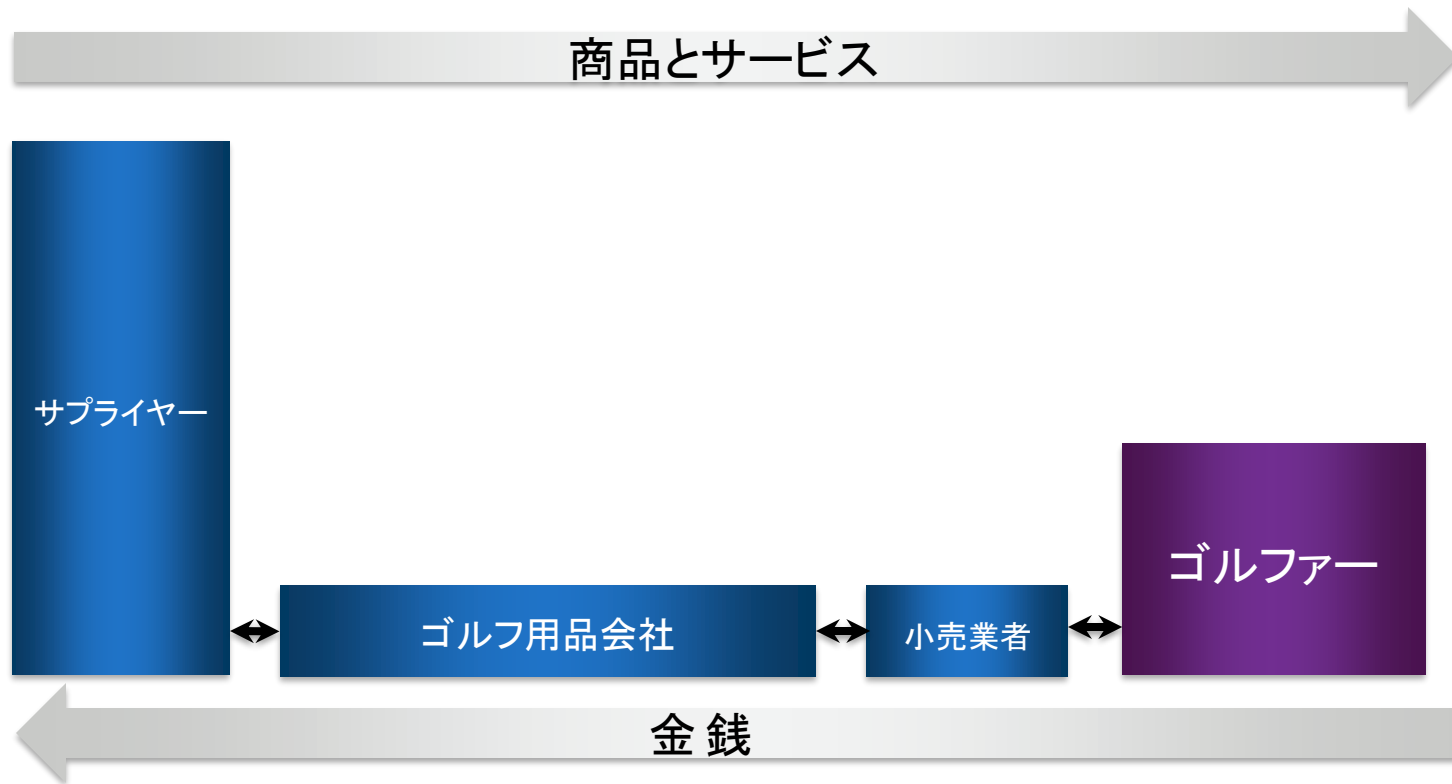 商品とサービス
サプライヤー
ゴルフ用品会社
小売業者
ゴルファー
金 銭